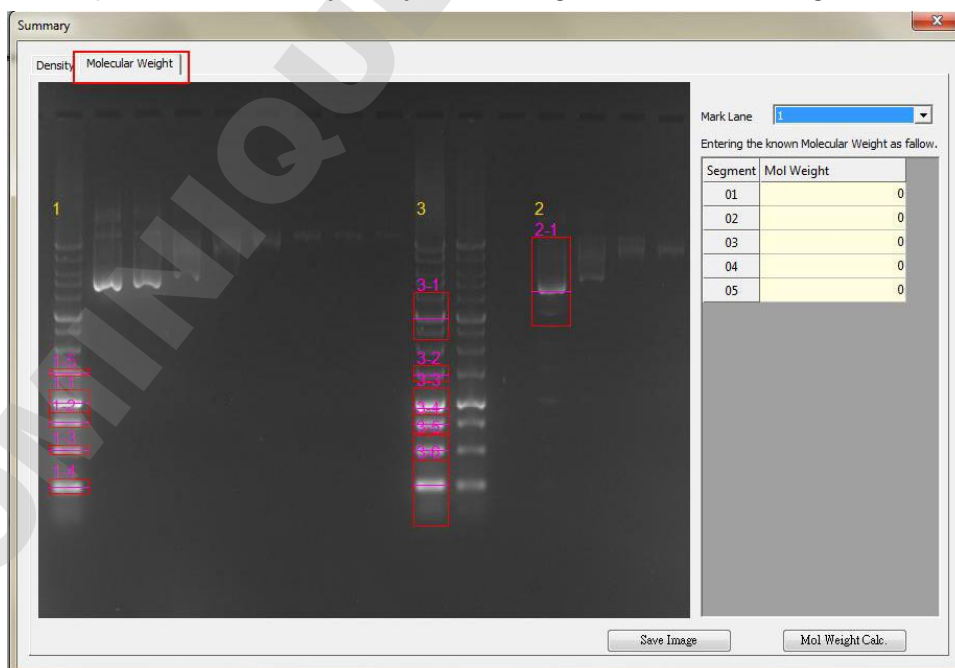 Summary
Density
Molecular Weight
Mark Lane 1
Entering the known Molecular Weight as fallow.
Segment Mol Weight
01 0
02 0
03 0
04 0
05 0
1
3
2
2-1
3-1
3-2
3-3
3-4
3-5
3-6
1-5
1-1
1-2
1-3
1-4
Save Image
Mol Weight Calc.